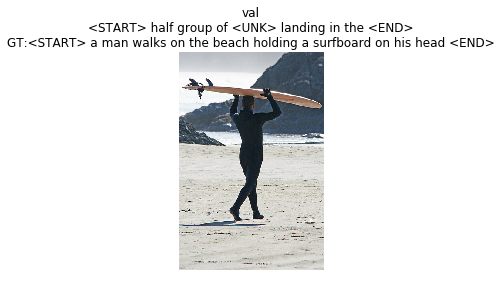 val
<START> half group of <UNK> landing in the <END>
GT:<START> a man walks on the beach holding a surfboard on his head <END>